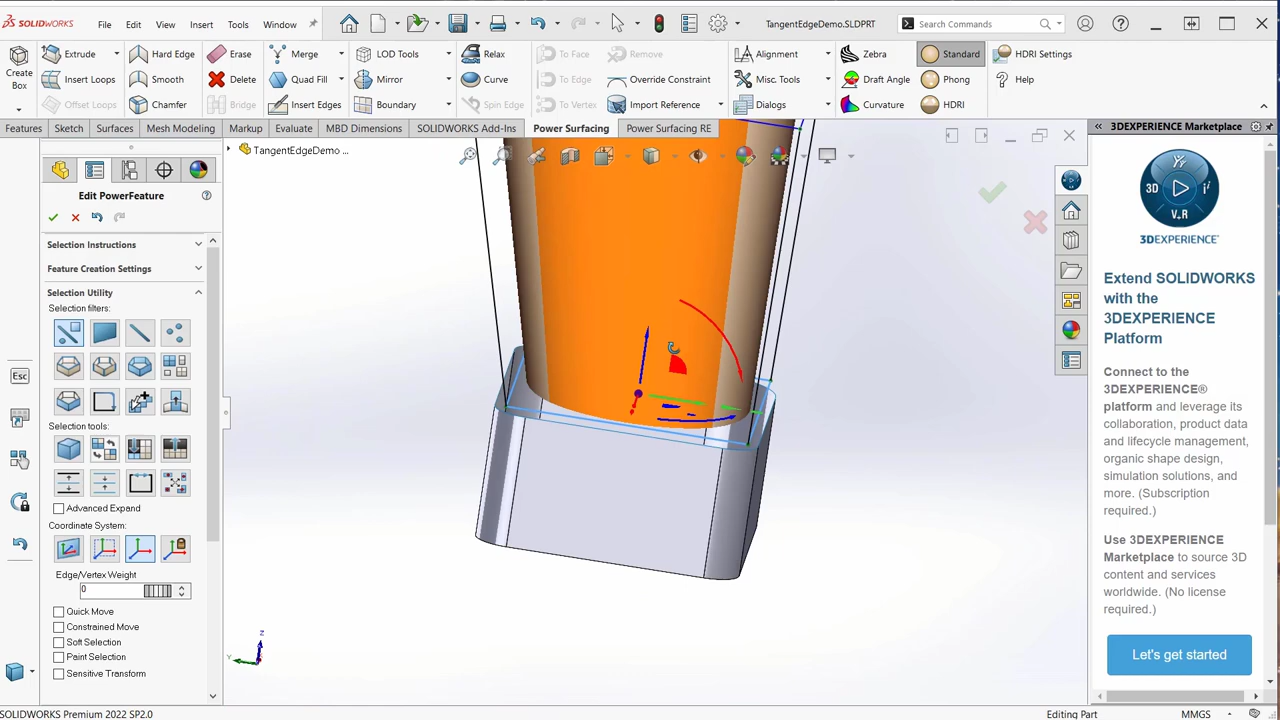 SOLIDWORKS File Edit View Insert Tools Window TangentEdgeDemo.SLDPRT Search Commands
Create Box
Extrude Hard Edge Erase Merge LOD Tools Relax To Face Remove Alignment Zebra Standard HDRI Settings
Insert Loops Smooth Delete Quad Fill Mirror Curve To Edge Override Constraint Misc. Tools Draft Angle Phong Help
Offset Loops Chamfer Bridge Insert Edges Boundary Spin Edge To Vertex Import Reference Dialogs Curvature HDRI
Features Sketch Surfaces Mesh Modeling Markup Evaluate MBD Dimensions SOLIDWORKS Add-Ins Power Surfacing Power Surfacing RE
3DEXPERIENCE Marketplace
TangentEdgeDemo ...
Edit PowerFeature
Selection Instructions
Feature Creation Settings
Selection Utility
Selection filters:
Selection tools:
Advanced Expand
Coordinate System:
Edge/Vertex Weight
0
Quick Move
Constrained Move
Soft Selection
Paint Selection
Sensitive Transform
Esc
Z
Y
3D
V+R
3DEXPERIENCE
Extend SOLIDWORKS
with the
3DEXPERIENCE
Platform
Connect to the
3DEXPERIENCE®
platform and leverage its
collaboration, product data
and lifecycle management,
organic shape design,
simulation solutions, and
more. (Subscription
required.)
Use 3DEXPERIENCE
Marketplace to source 3D
content and services
worldwide. (No license
required.)
Let's get started
SOLIDWORKS Premium 2022 SP2.0 Editing Part MMGS